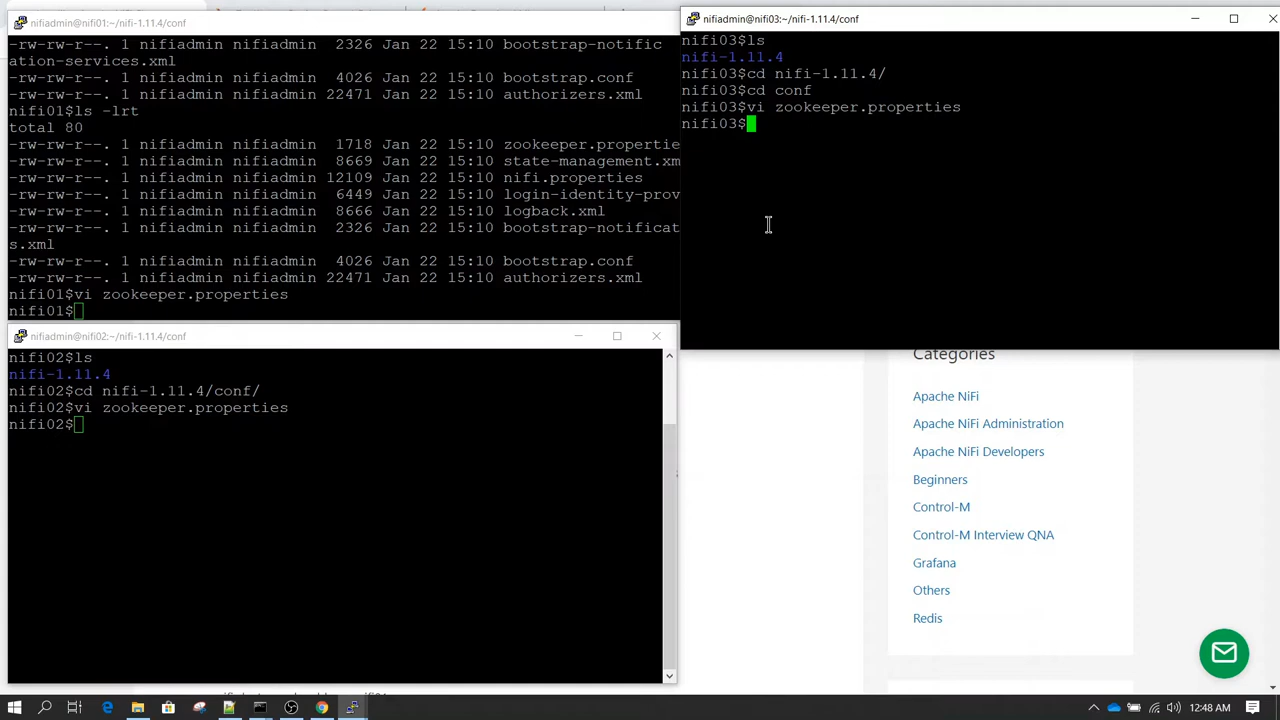 nifiadmin@nifi01:~/nifi-1.11.4/conf
-rw-rw-r--. 1 nifiadmin nifiadmin  2326 Jan 22 15:10 bootstrap-notific
ation-services.xml
-rw-rw-r--. 1 nifiadmin nifiadmin  4026 Jan 22 15:10 bootstrap.conf
-rw-rw-r--. 1 nifiadmin nifiadmin 22471 Jan 22 15:10 authorizers.xml
nifi01$ls -lrt
total 80
-rw-rw-r--. 1 nifiadmin nifiadmin  1718 Jan 22 15:10 zookeeper.propertie
-rw-rw-r--. 1 nifiadmin nifiadmin  8669 Jan 22 15:10 state-management.xm
-rw-rw-r--. 1 nifiadmin nifiadmin 12109 Jan 22 15:10 nifi.properties
-rw-rw-r--. 1 nifiadmin nifiadmin  6449 Jan 22 15:10 login-identity-prov
-rw-rw-r--. 1 nifiadmin nifiadmin  8666 Jan 22 15:10 logback.xml
-rw-rw-r--. 1 nifiadmin nifiadmin  2326 Jan 22 15:10 bootstrap-notificat
s.xml
-rw-rw-r--. 1 nifiadmin nifiadmin  4026 Jan 22 15:10 bootstrap.conf
-rw-rw-r--. 1 nifiadmin nifiadmin 22471 Jan 22 15:10 authorizers.xml
nifi01$vi zookeeper.properties
nifi01$
nifiadmin@nifi03:~/nifi-1.11.4/conf
nifi03$ls
nifi-1.11.4
nifi03$cd nifi-1.11.4/
nifi03$cd conf
nifi03$vi zookeeper.properties
nifi03$
nifiadmin@nifi02:~/nifi-1.11.4/conf
nifi02$ls
nifi-1.11.4
nifi02$cd nifi-1.11.4/conf/
nifi02$vi zookeeper.properties
nifi02$
Categories
Apache NiFi
Apache NiFi Administration
Apache NiFi Developers
Beginners
Control-M
Control-M Interview QNA
Grafana
Others
Redis
12:48 AM